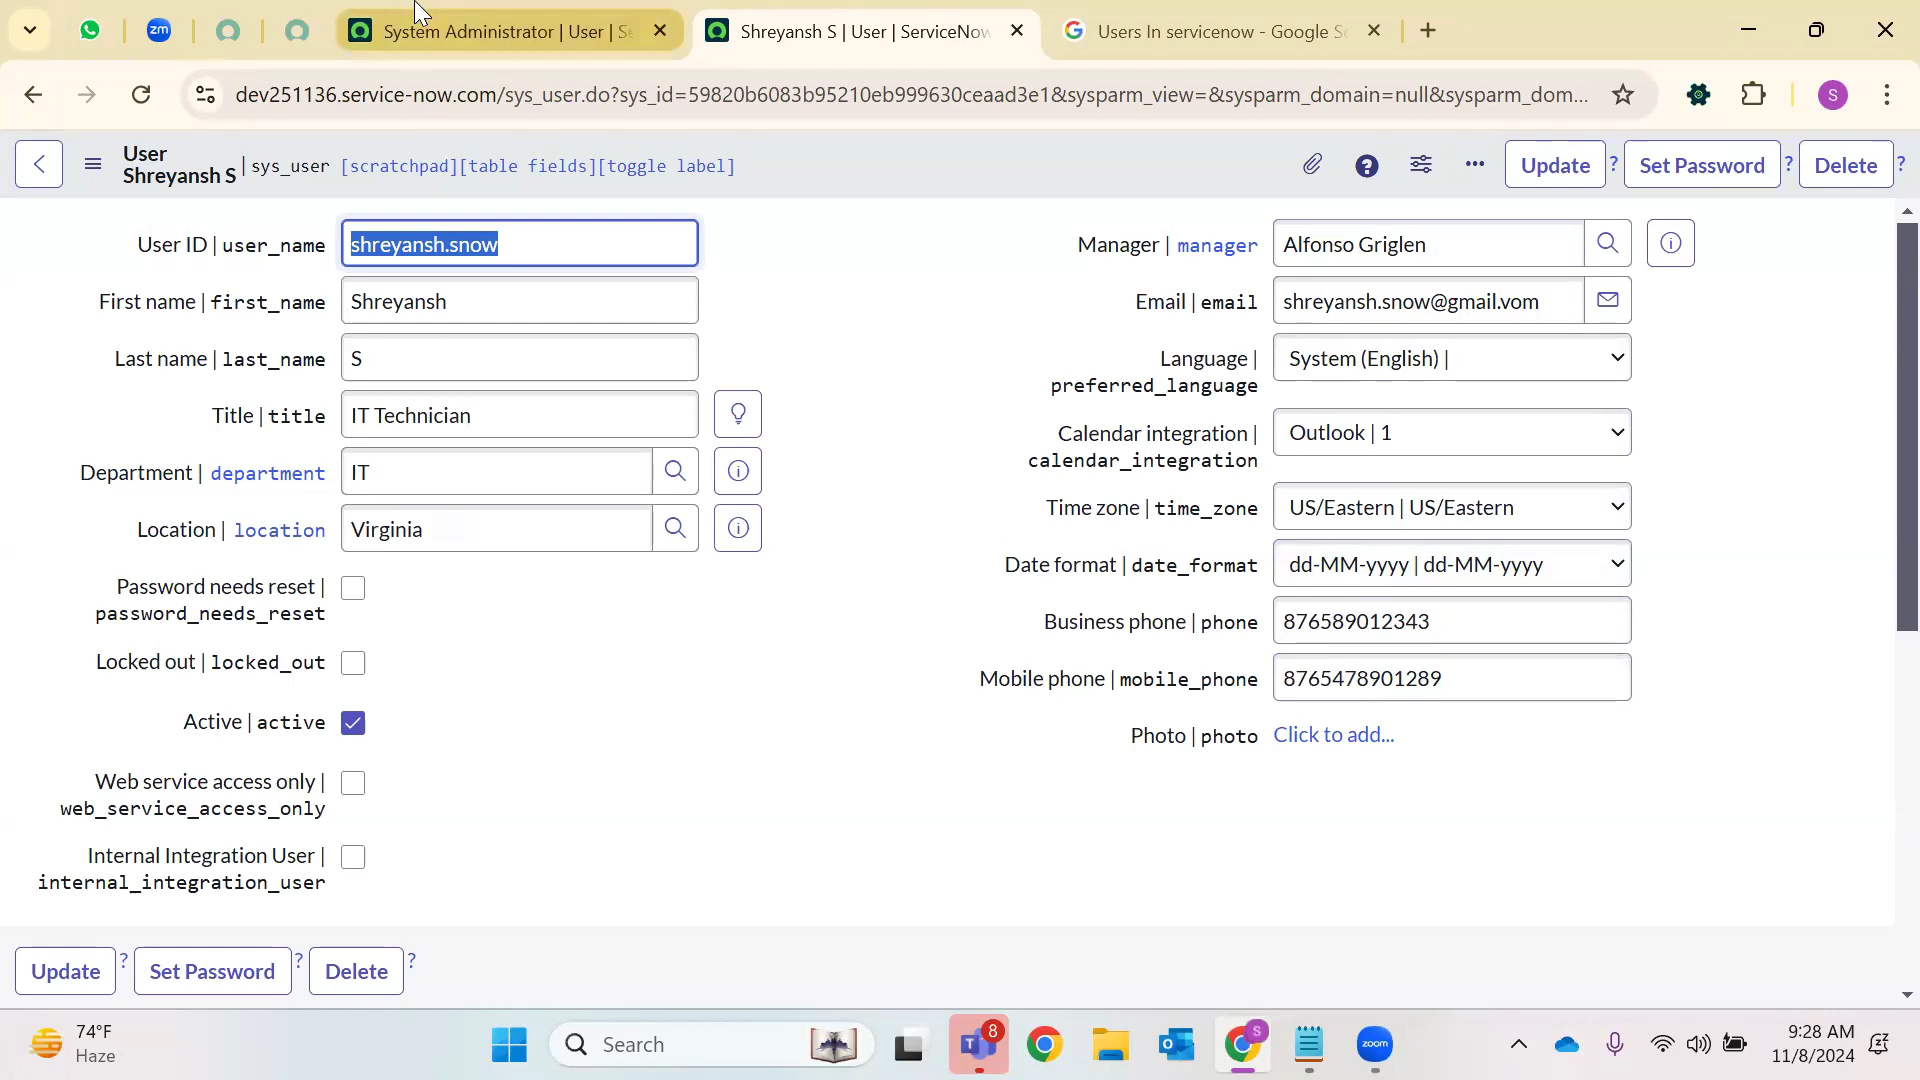 zm
System Administrator | User | Se
Shreyansh S | User | ServiceNow
Users In servicenow - Google Se
dev251136.service-now.com/sys_user.do?sys_id=59820b6083b95210eb999630ceaad3e1&sysparm_view=&sysparm_domain=null&sysparm_dom...
S
User
Shreyansh S | sys_user [scratchpad][table fields][toggle label]
Update ? Set Password ? Delete ?
User ID | user_name shreyansh.snow
First name | first_name Shreyansh
Last name | last_name S
Title | title IT Technician
Department | department IT
Location | location Virginia
Password needs reset |
password_needs_reset
Locked out | locked_out
Active | active
Web service access only |
web_service_access_only
Internal Integration User |
internal_integration_user
Manager | manager Alfonso Griglen
Email | email shreyansh.snow@gmail.vom
Language | System (English) |
preferred_language
Calendar integration | Outlook | 1
calendar_integration
Time zone | time_zone US/Eastern | US/Eastern
Date format | date_format dd-MM-yyyy | dd-MM-yyyy
Business phone | phone 876589012343
Mobile phone | mobile_phone 8765478901289
Photo | photo Click to add...
Update ? Set Password ? Delete ?
74°F
Haze
Search
8
S
zoom
9:28 AM
11/8/2024